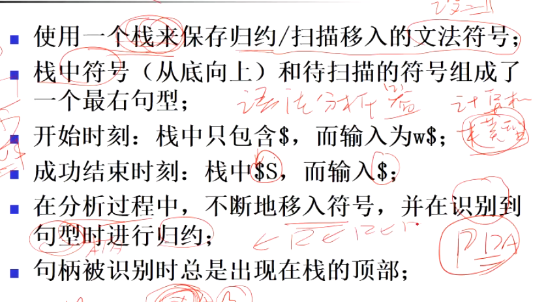 使用一个栈来保存归约/扫描移入的文法符号;
栈中符号（从底向上）和待扫描的符号组成了
一个最右句型;
语法分析器
开始时刻：栈中只包含$，而输入为w$;
成功结束时刻：栈中$S，而输入$;
在分析过程中，不断地移入符号，并在识别到
句型时进行归约;
PDA
句柄被识别时总是出现在栈的顶部;